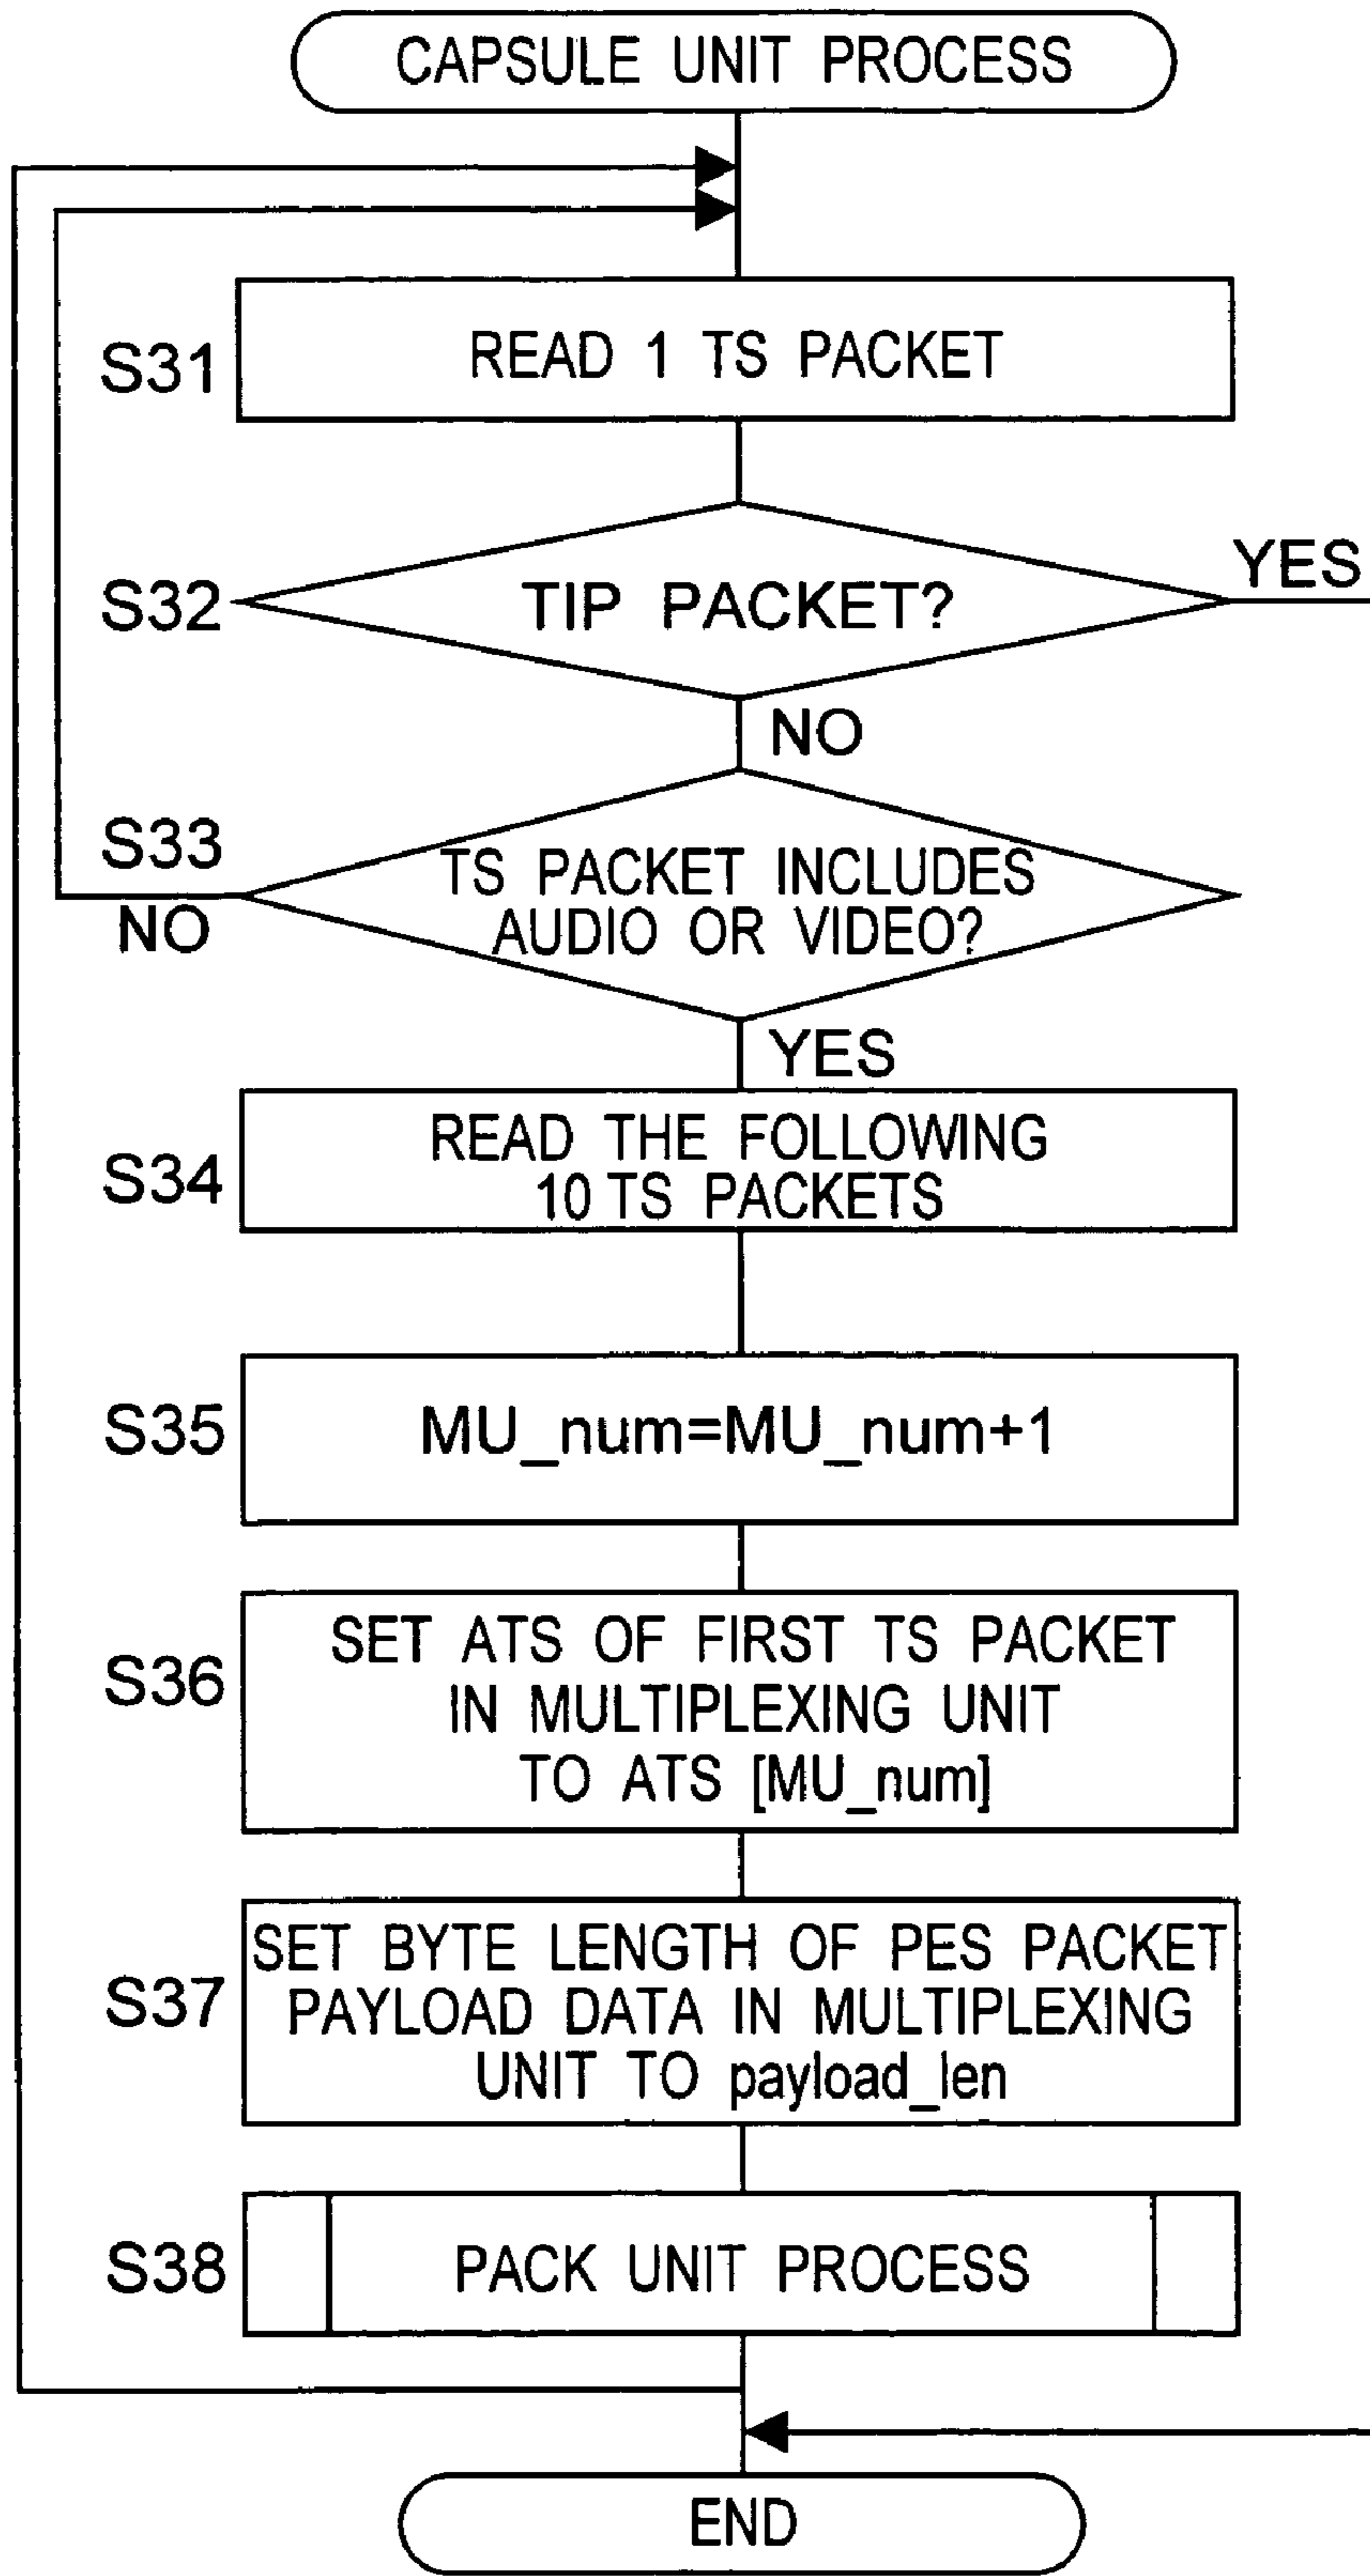 CAPSULE UNIT PROCESS
S31
READ 1 TS PACKET
S32
TIP PACKET?
YES
NO
S33
TS PACKET INCLUDES
AUDIO OR VIDEO?
NO
YES
S34
READ THE FOLLOWING
10 TS PACKETS
S35
MU_num=MU_num+1
S36
SET ATS OF FIRST TS PACKET
IN MULTIPLEXING UNIT
TO ATS [MU_num]
S37
SET BYTE LENGTH OF PES PACKET
PAYLOAD DATA IN MULTIPLEXING
UNIT TO payload_len
S38
PACK UNIT PROCESS
END